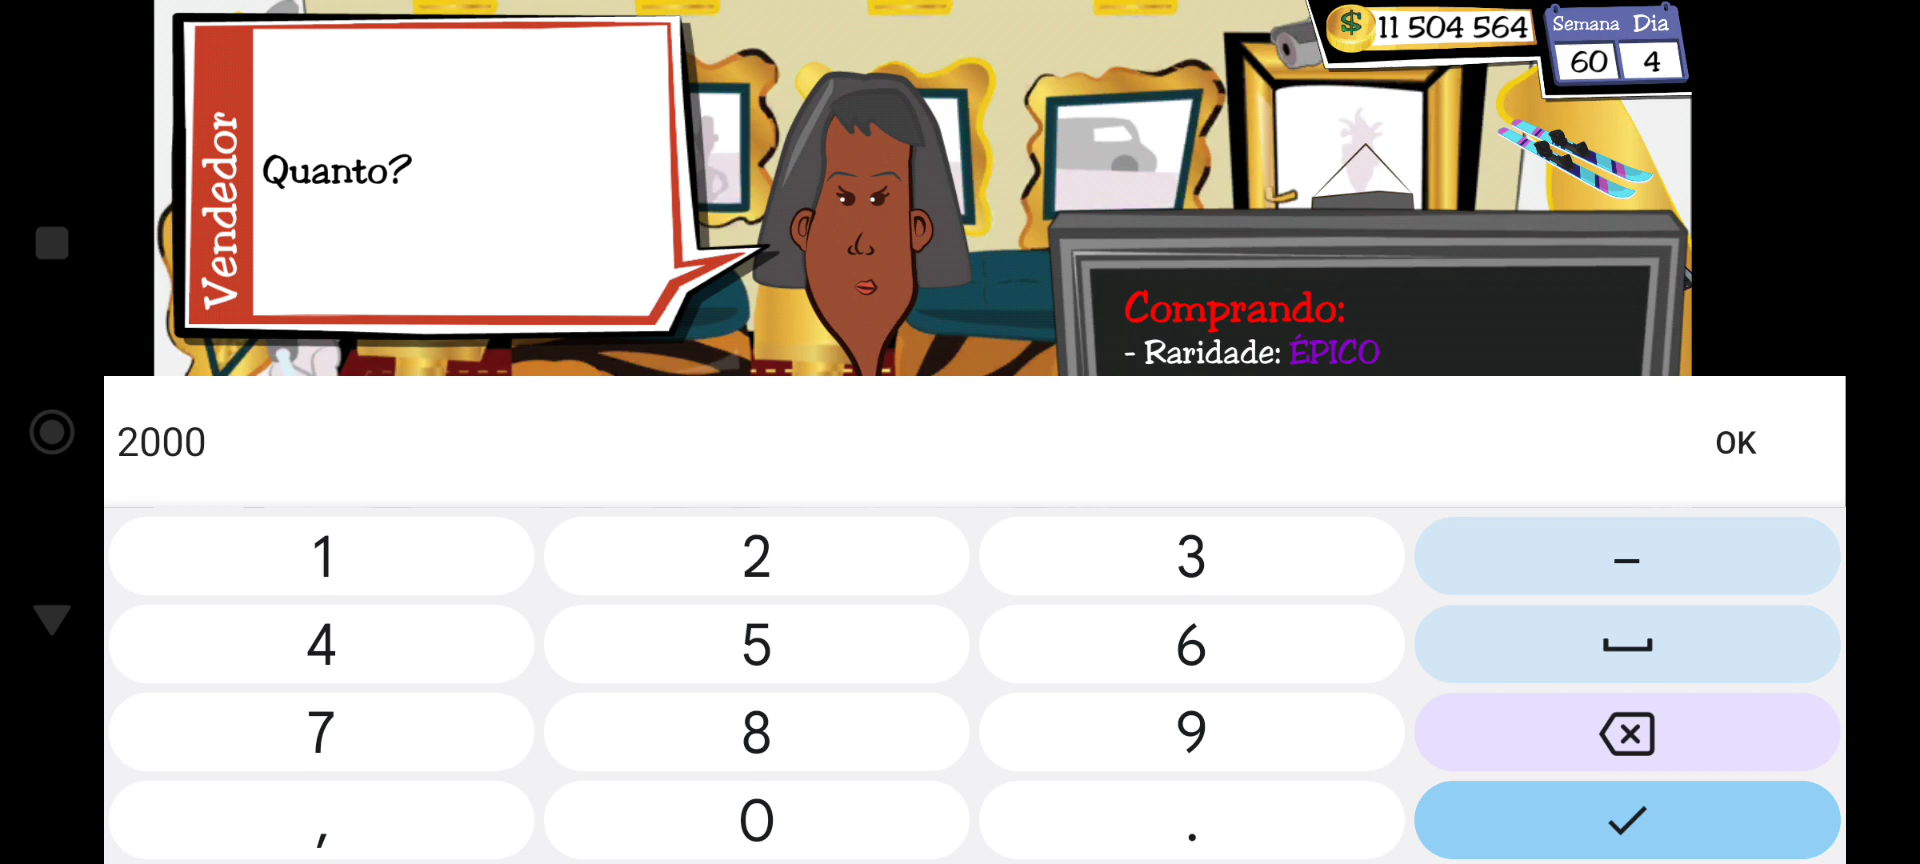 Vendedor
Quanto?
$ 11 504 564
Semana Dia
60 4
Comprando:
- Raridade: ÉPICO
2000
OK
1 2 3 –
4 5 6
7 8 9
, 0 .